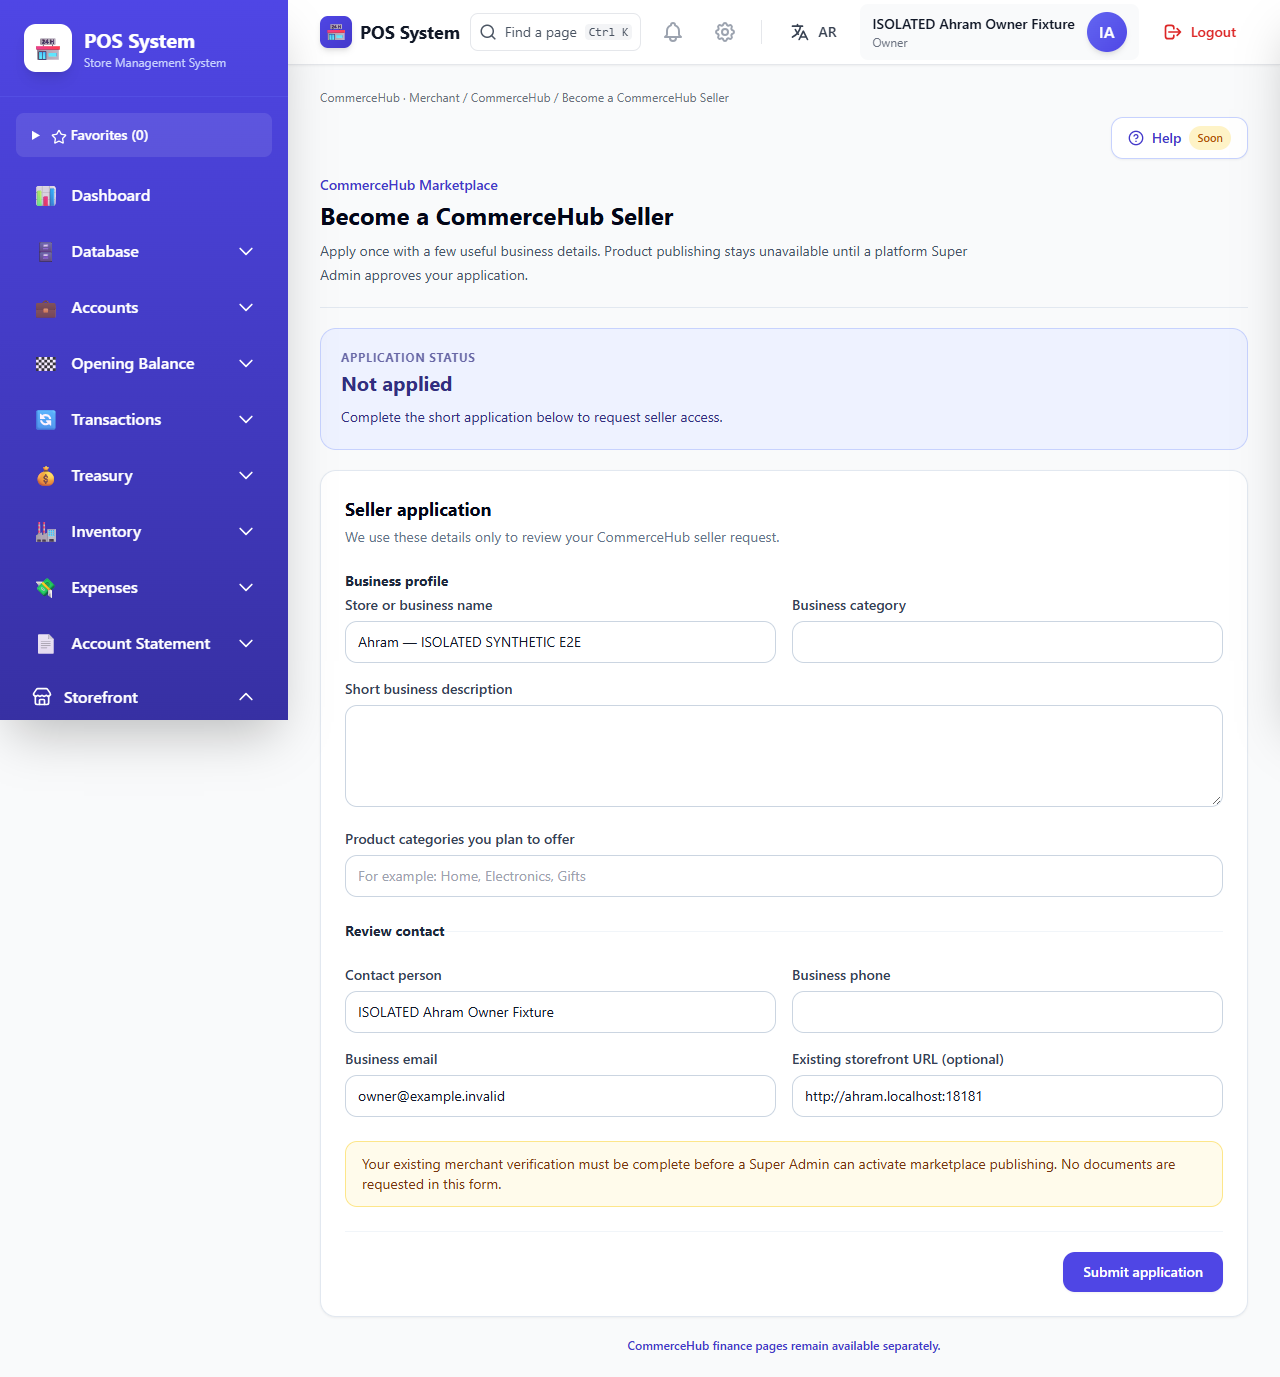 POS System
Store Management System
Favorites (0)
Dashboard
Database
Accounts
Opening Balance
Transactions
Treasury
Inventory
Expenses
Account Statement
Storefront
POS System
Find a page Ctrl K
AR
ISOLATED Ahram Owner Fixture
Owner
IA
Logout
CommerceHub · Merchant / CommerceHub / Become a CommerceHub Seller
Help Soon
CommerceHub Marketplace
Become a CommerceHub Seller
Apply once with a few useful business details. Product publishing stays unavailable until a platform Super
Admin approves your application.
APPLICATION STATUS
Not applied
Complete the short application below to request seller access.
Seller application
We use these details only to review your CommerceHub seller request.
Business profile
Store or business name
Business category
Ahram — ISOLATED SYNTHETIC E2E
Short business description
Product categories you plan to offer
For example: Home, Electronics, Gifts
Review contact
Contact person
Business phone
ISOLATED Ahram Owner Fixture
Business email
Existing storefront URL (optional)
owner@example.invalid
http://ahram.localhost:18181
Your existing merchant verification must be complete before a Super Admin can activate marketplace publishing. No documents are
requested in this form.
Submit application
CommerceHub finance pages remain available separately.